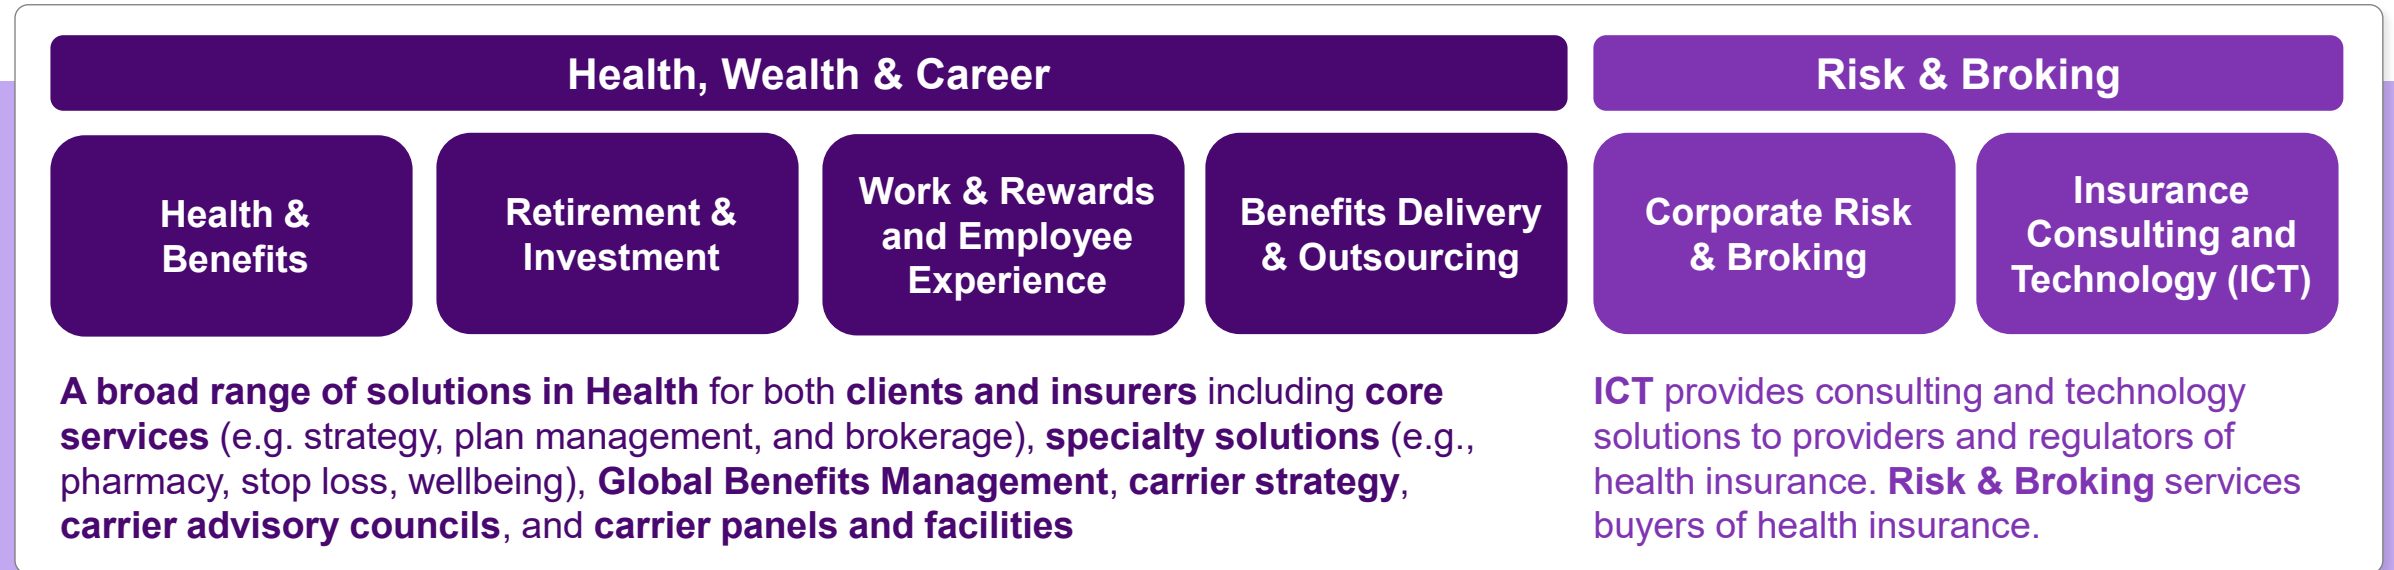 Health, Wealth & Career
Risk & Broking
Health &
Benefits
Retirement &
Investment
Work & Rewards
and Employee
Experience
Benefits Delivery
& Outsourcing
Corporate Risk
& Broking
Insurance
Consulting and
Technology (ICT)
A broad range of solutions in Health for both clients and insurers including core
services (e.g. strategy, plan management, and brokerage), specialty solutions (e.g.,
pharmacy, stop loss, wellbeing), Global Benefits Management, carrier strategy,
carrier advisory councils, and carrier panels and facilities
ICT provides consulting and technology
solutions to providers and regulators of
health insurance. Risk & Broking services
buyers of health insurance.